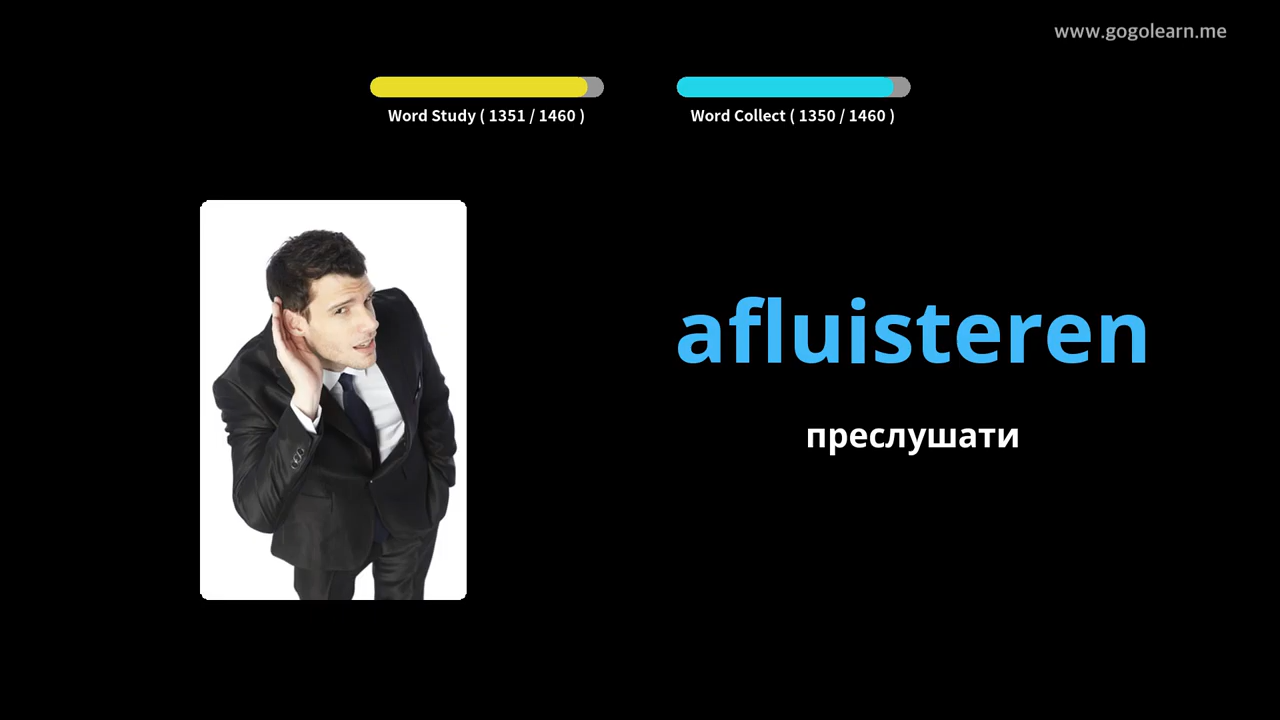 www.gogolearn.me
Word Study ( 1351 / 1460 )
Word Collect ( 1350 / 1460 )
afluisteren
преслушати